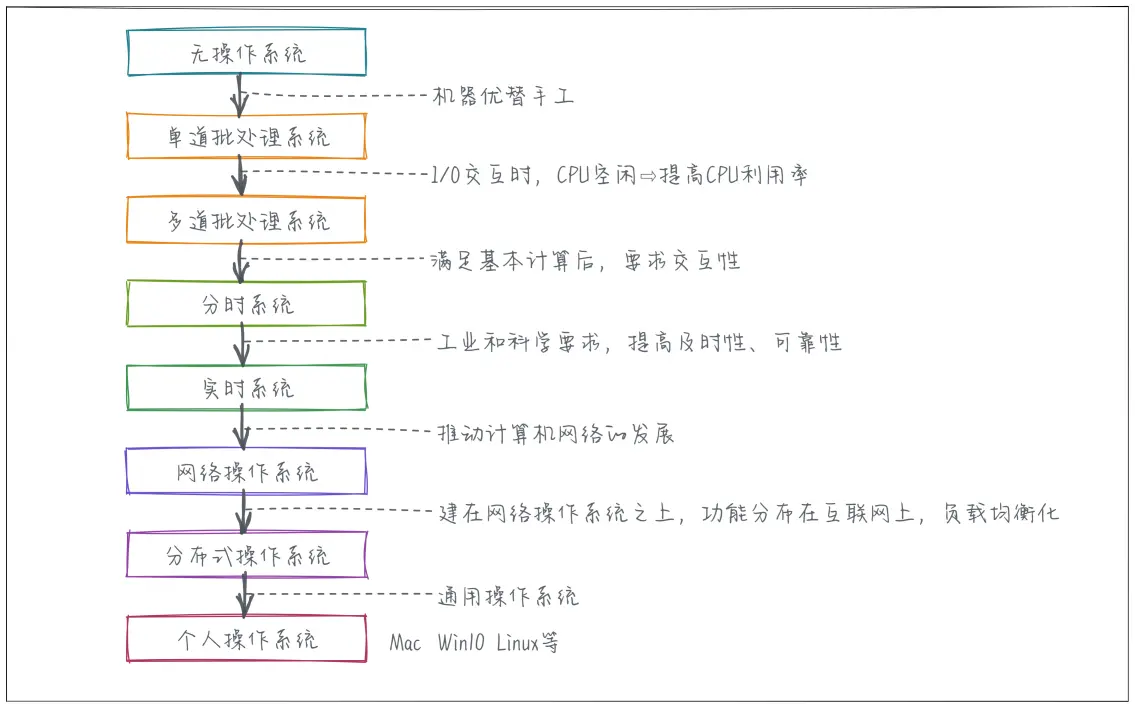 无操作系统
机器优替手工
单道批处理系统
I/O交互时，CPU空闲⇨提高CPU利用率
多道批处理系统
满足基本计算后，要求交互性
分时系统
工业和科学要求，提高及时性、可靠性
实时系统
推动计算机网络的发展
网络操作系统
建在网络操作系统之上，功能分布在互联网上，负载均衡化
分布式操作系统
通用操作系统
个人操作系统
Mac Win10 Linux等